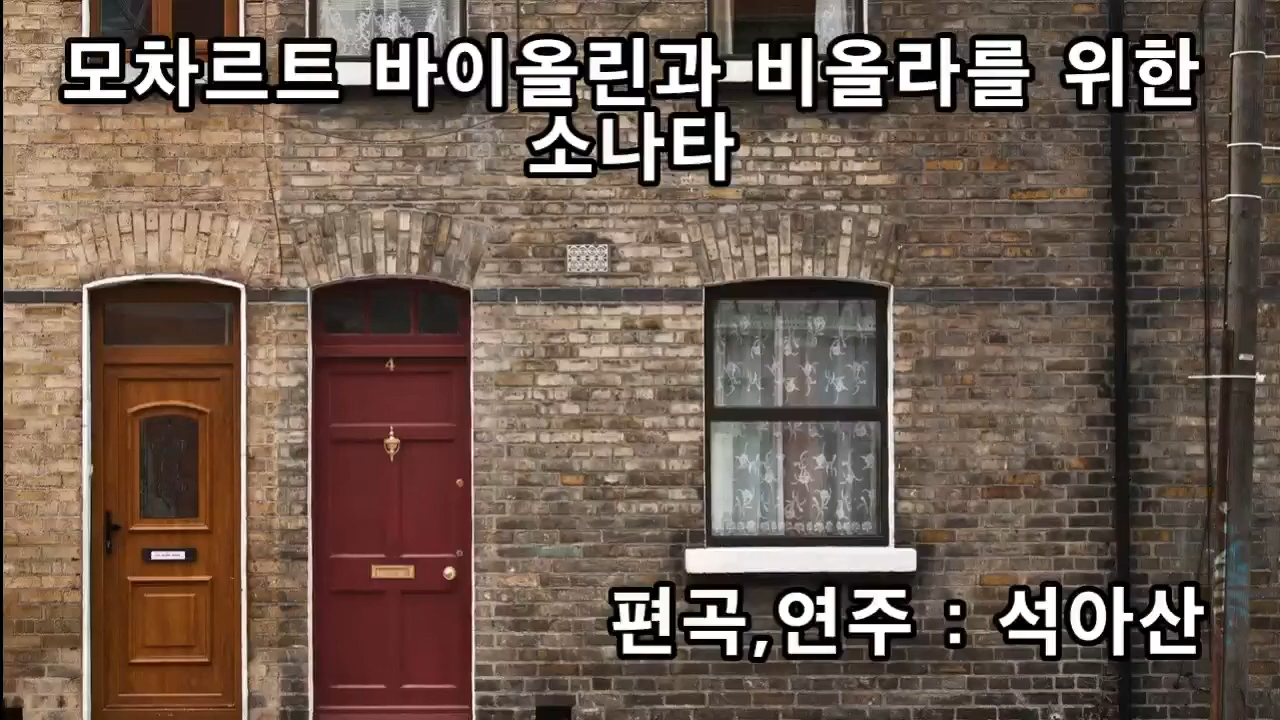 모차르트 바이올린과 비올라를 위한
소나타
4
편곡,연주 : 석아산